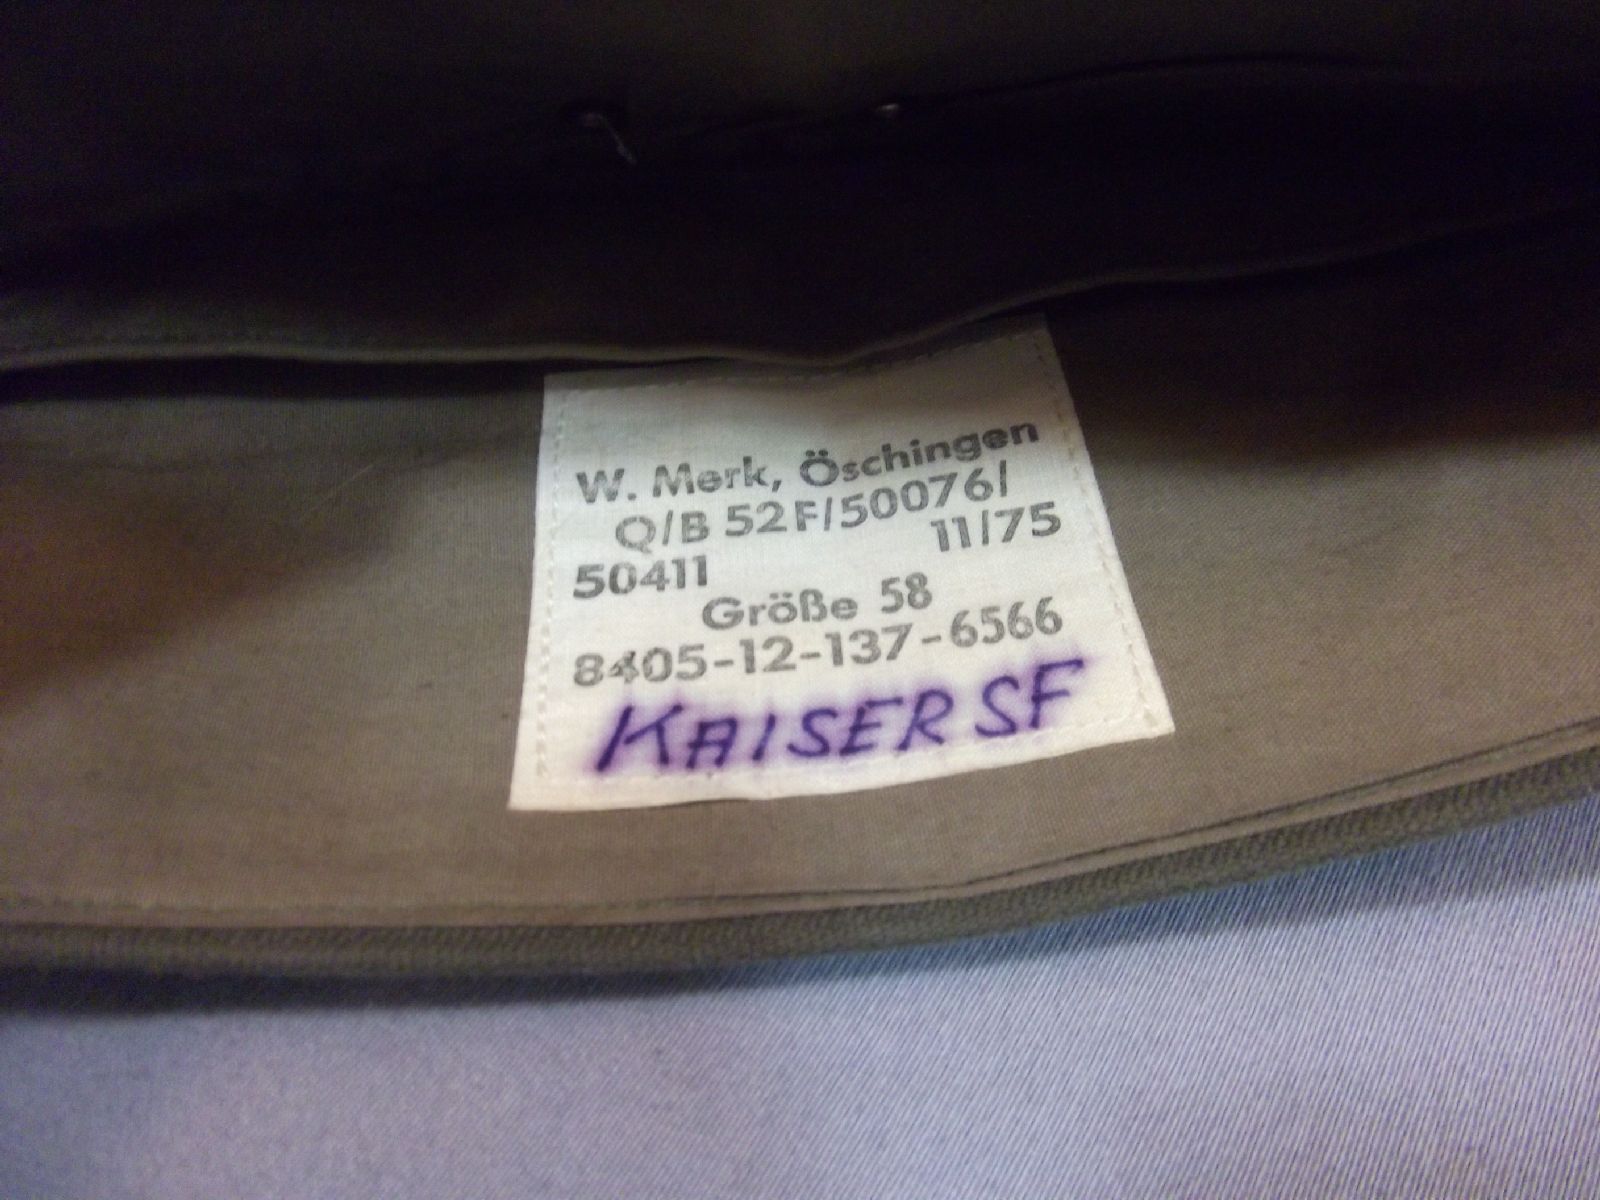 W. Merk, Öschingen
Q/B 52F/50076/
50411 11/75
Größe 58
8405-12-137-6566
KAISER SF